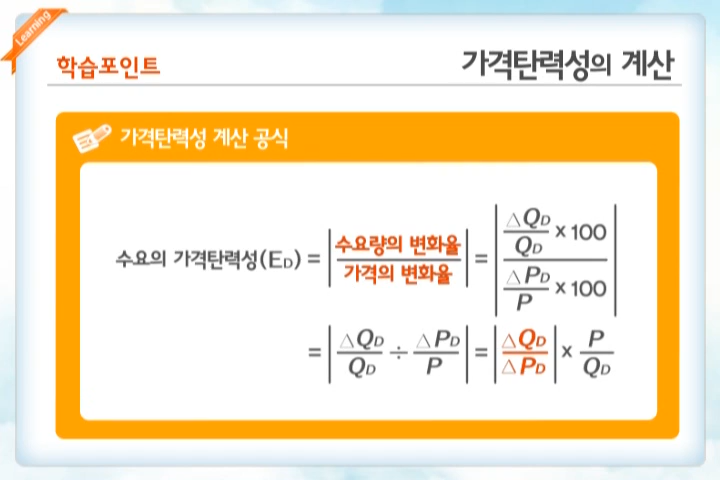 Learning
학습포인트
가격탄력성의 계산
가격탄력성 계산 공식
수요의 가격탄력성(ED) = | 수요량의 변화율 / 가격의 변화율 | = | (△QD / QD × 100) / (△PD / P × 100) |
= | △QD / QD ÷ △PD / P | = | △QD / △PD | × P / QD